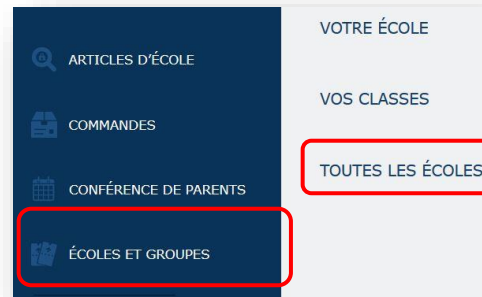 ARTICLES D'ÉCOLE
COMMANDES
CONFÉRENCE DE PARENTS
ÉCOLES ET GROUPES
VOTRE ÉCOLE
VOS CLASSES
TOUTES LES ÉCOLES